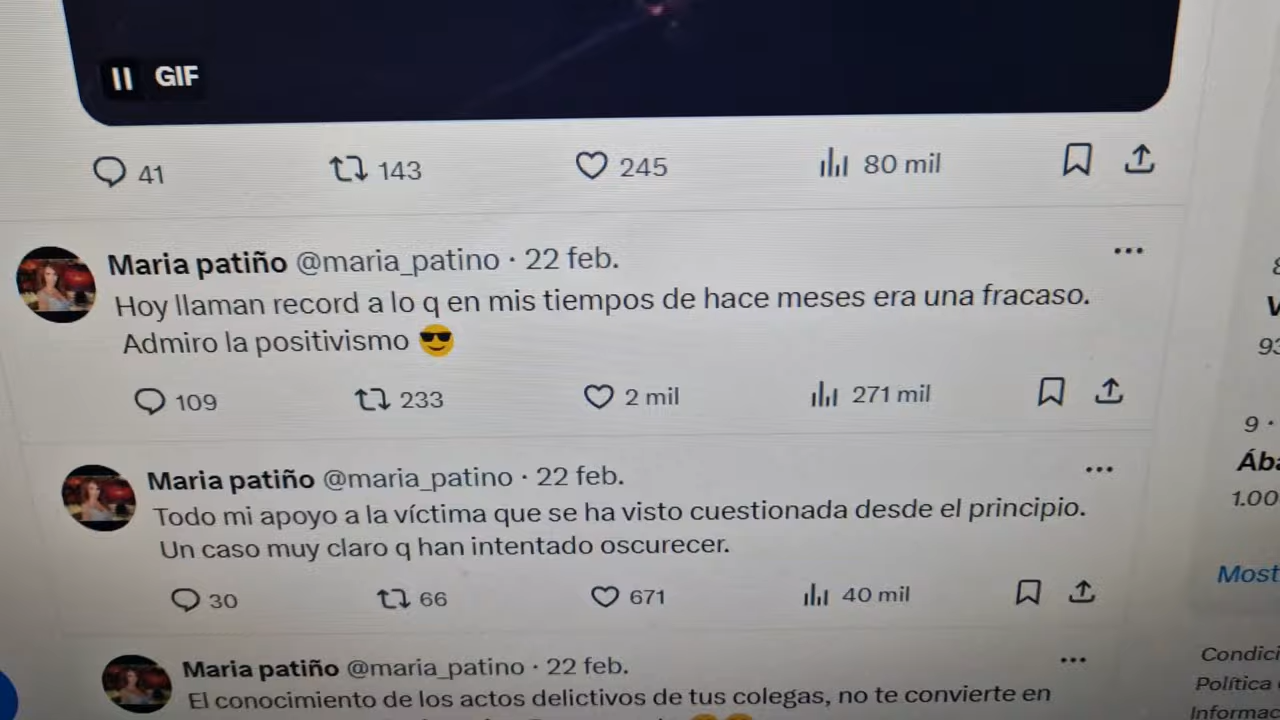 GIF
41 143 245 80 mil
Maria patiño @maria_patino · 22 feb.
Hoy llaman record a lo q en mis tiempos de hace meses era una fracaso.
Admiro la positivismo 😎
109 233 2 mil 271 mil
Maria patiño @maria_patino · 22 feb.
Todo mi apoyo a la víctima que se ha visto cuestionada desde el principio.
Un caso muy claro q han intentado oscurecer.
30 66 671 40 mil
Maria patiño @maria_patino · 22 feb.
El conocimiento de los actos delictivos de tus colegas, no te convierte en
9 ·
1.00
Most
Condici
Política
Informac